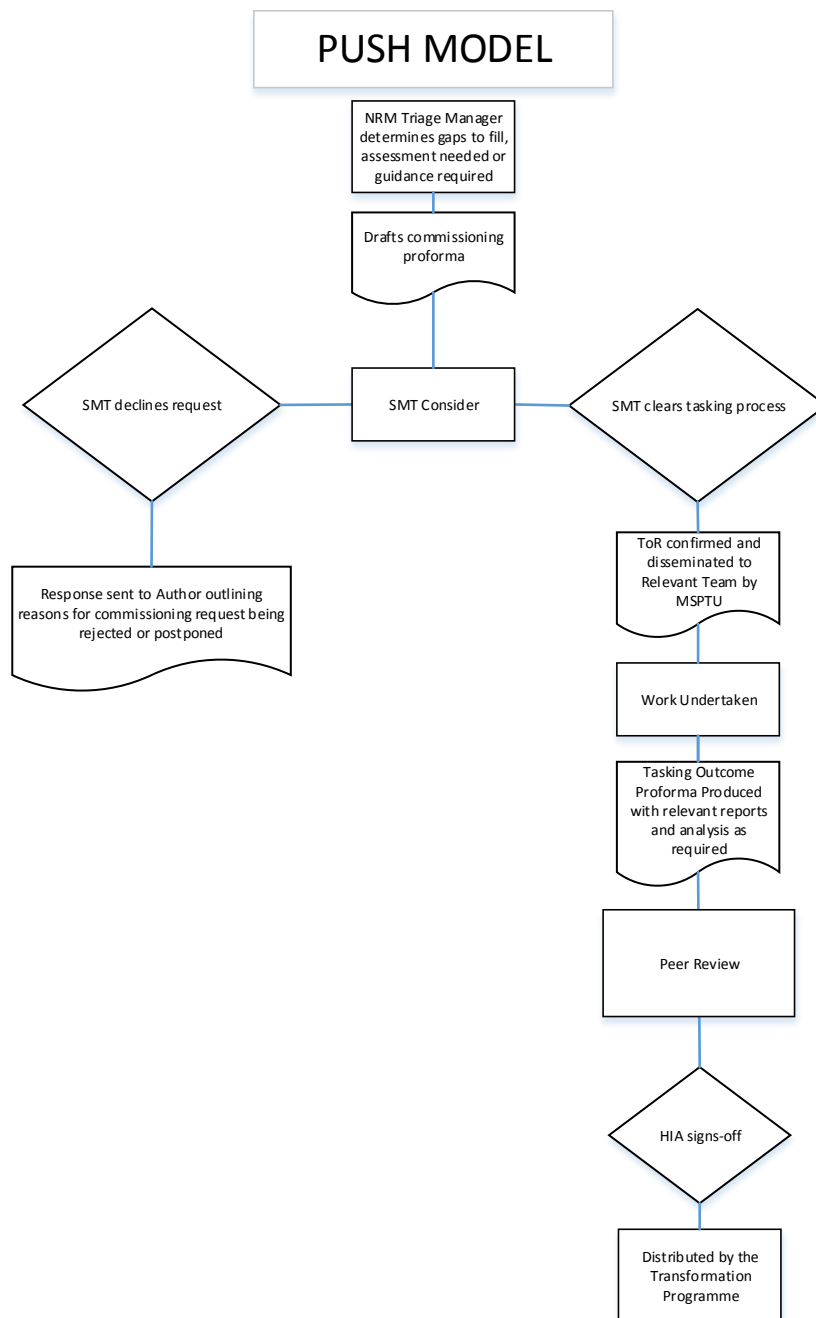 PUSH MODEL
NRM Triage Manager
determines gaps to fill,
assessment needed or
guidance required
Drafts commissioning
proforma
SMT declines request
SMT Consider
SMT clears tasking process
Response sent to Author outlining
reasons for commissioning request being
rejected or postponed
ToR confirmed and
disseminated to
Relevant Team by
MSPTU
Work Undertaken
Tasking Outcome
Proforma Produced
with relevant reports
and analysis as
required
Peer Review
HIA signs-off
Distributed by the
Transformation
Programme